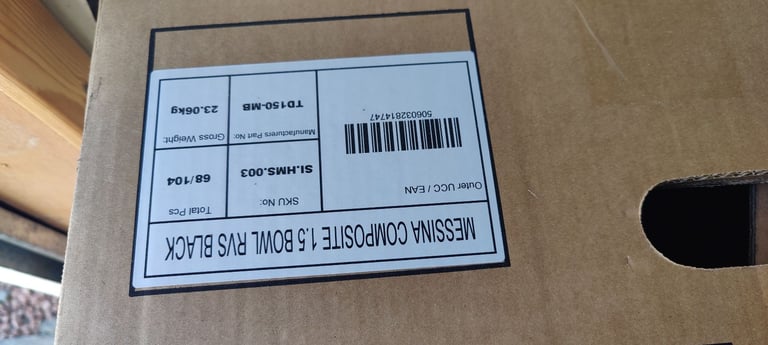 MESSINA COMPOSITE 1.5 BOWL RVS BLACK
Outer UCC / EAN
506032814747
SKU No:
SI.HMS.003
Total Pcs
68/104
Manufacturers Part No:
TD150-MB
Gross Weight:
23.06kg